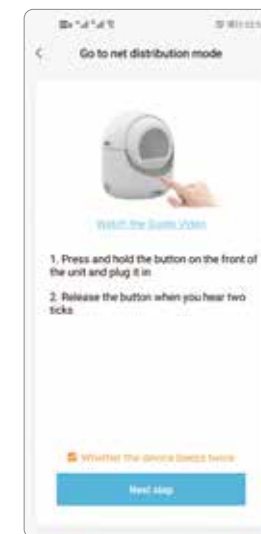 Go to net distribution mode
Watch the Guide Video
1. Press and hold the button on the front of
the unit and plug it in
2. Release the button when you hear two
ticks
Whether the device beeps twice
Next step